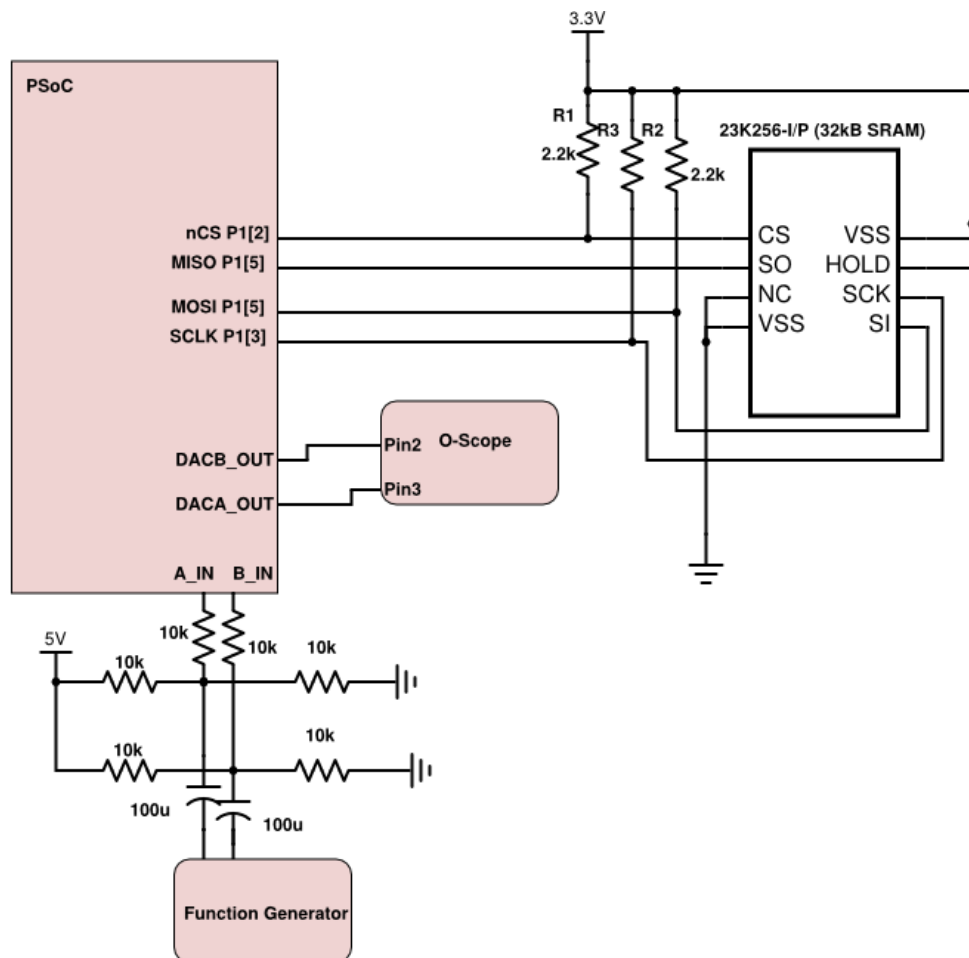 3.3V
PSoC
R1
R3
R2
23K256-I/P (32kB SRAM)
2.2k
2.2k
nCS P1[2]
CS
VSS
MISO P1[5]
SO
HOLD
NC
SCK
MOSI P1[5]
VSS
SI
SCLK P1[3]
Pin2
O-Scope
DACB_OUT
Pin3
DACA_OUT
A_IN
B_IN
5V
10k
10k
10k
10k
10k
10k
100u
100u
Function Generator